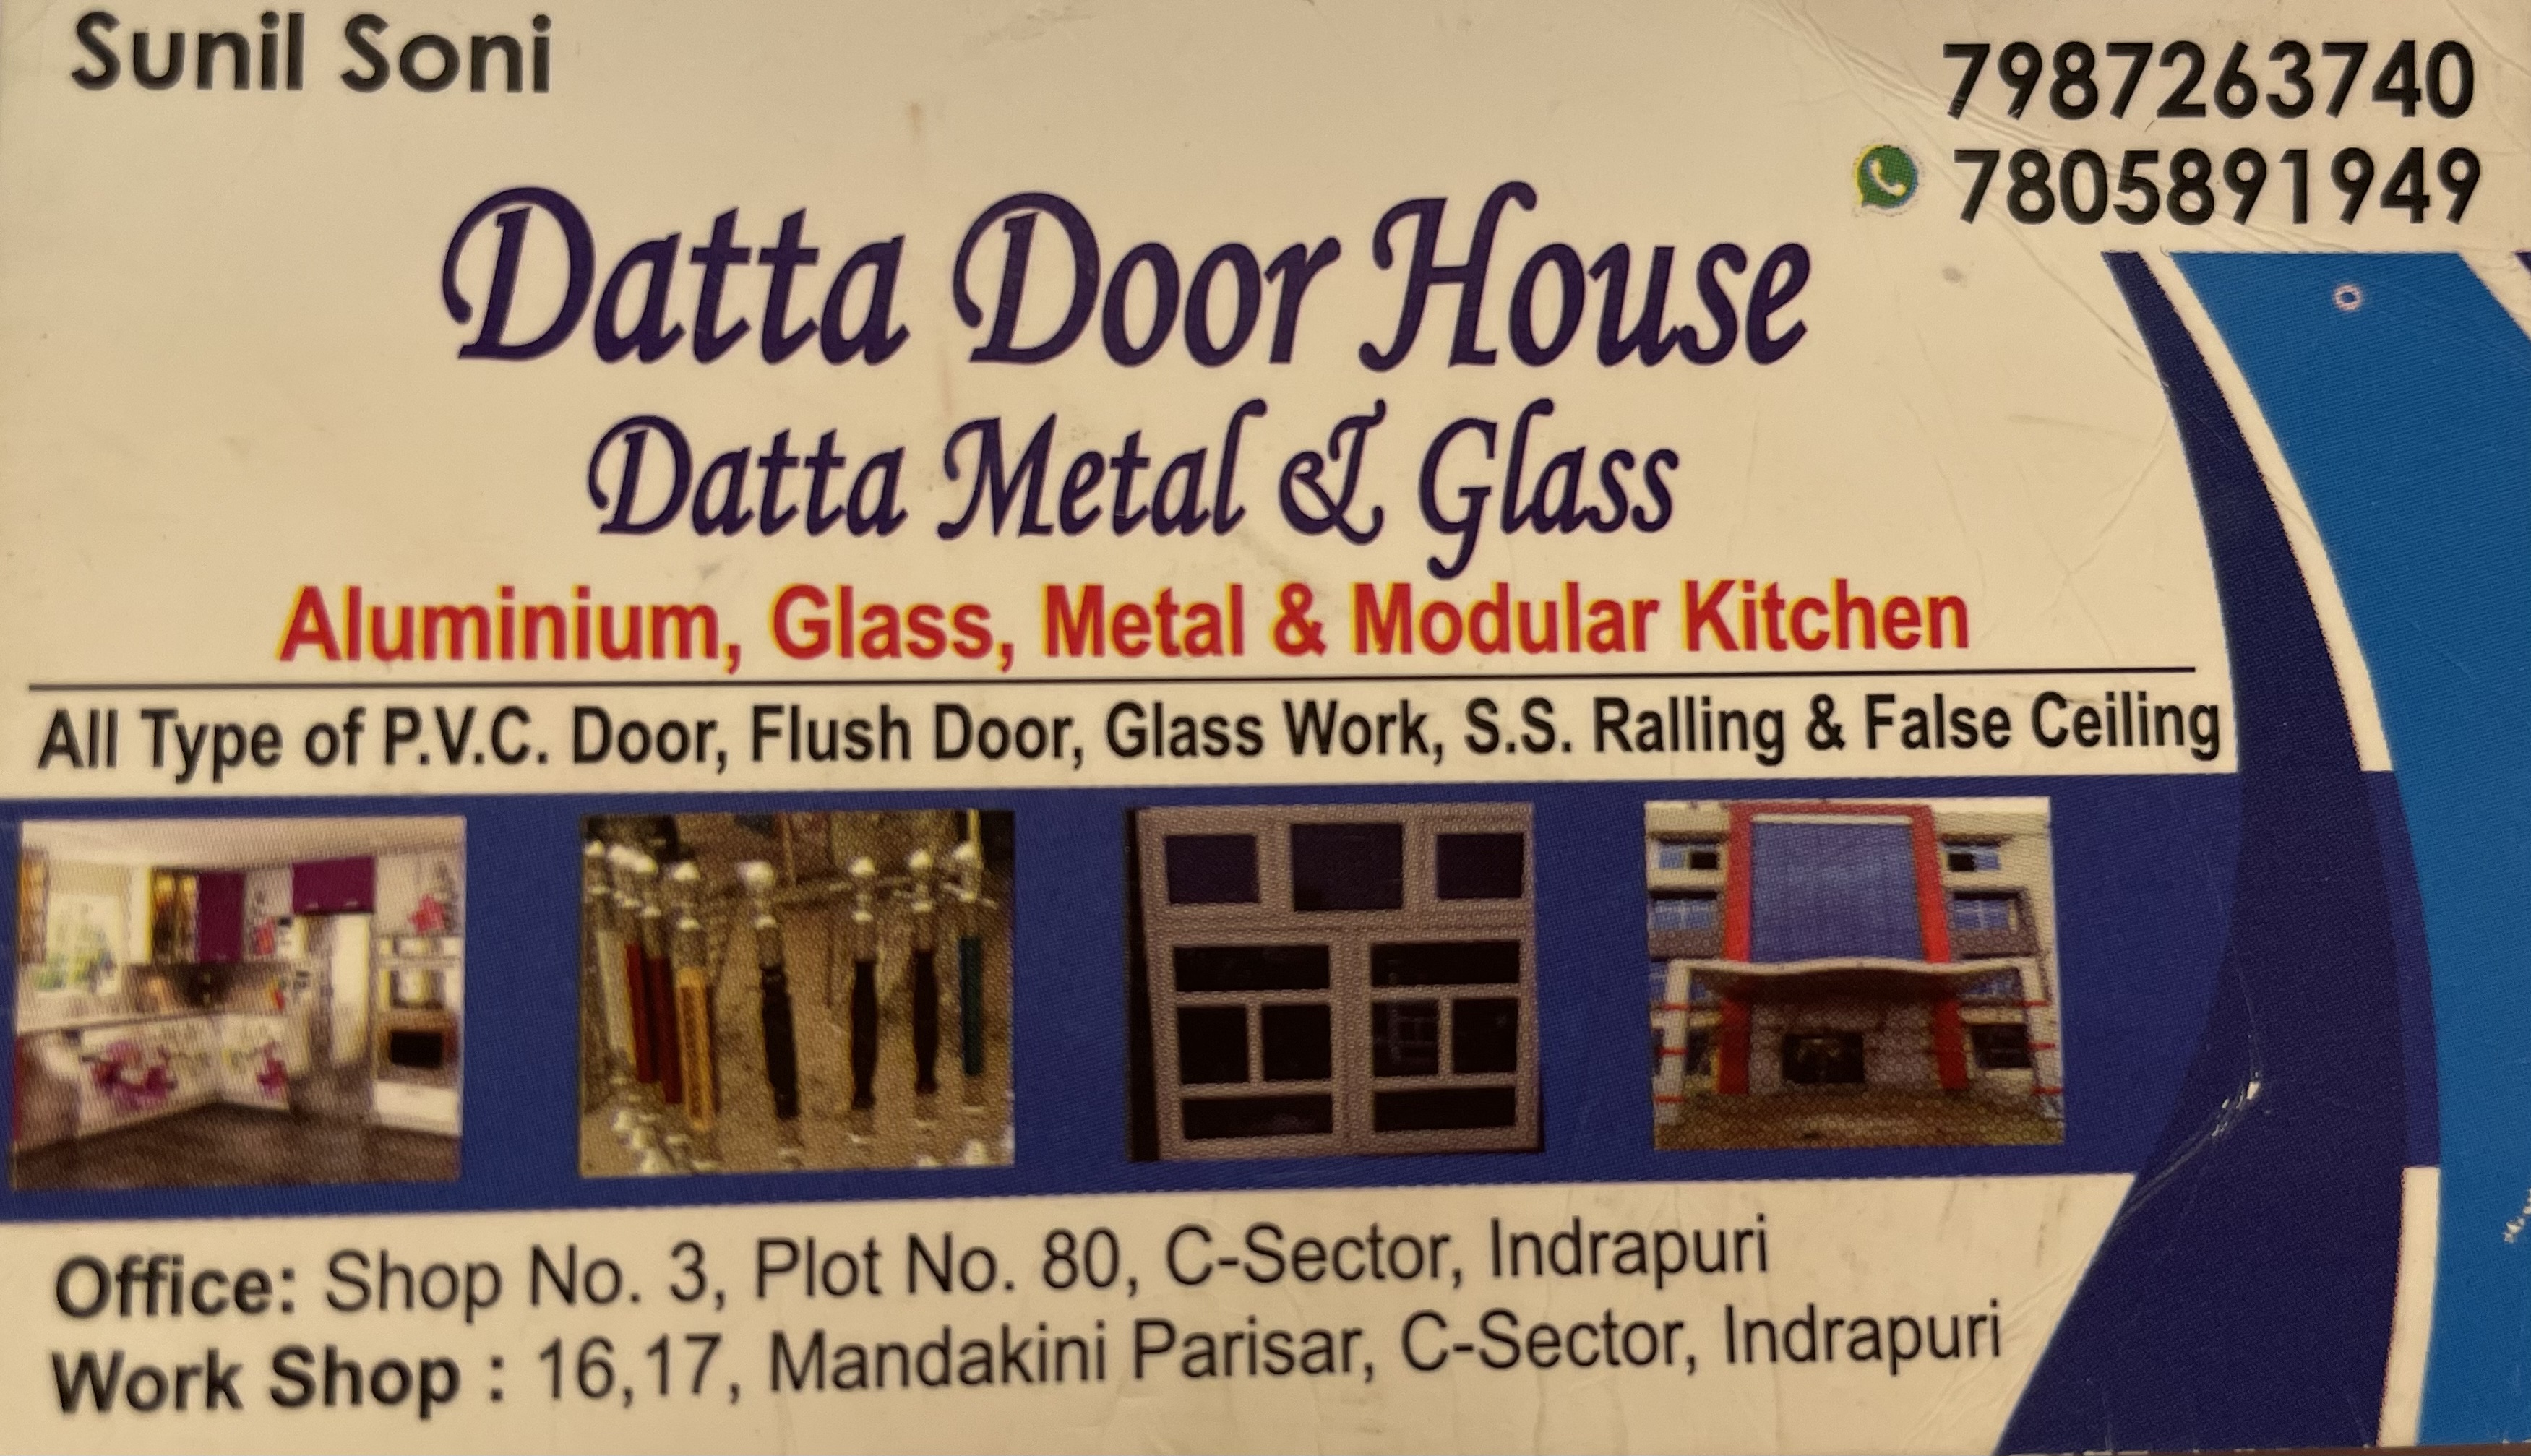 Sunil Soni
7987263740
7805891949
Datta Door House
Datta Metal & Glass
Aluminium, Glass, Metal & Modular Kitchen
All Type of P.V.C. Door, Flush Door, Glass Work, S.S. Ralling & False Ceiling
Office: Shop No. 3, Plot No. 80, C-Sector, Indrapuri
Work Shop : 16,17, Mandakini Parisar, C-Sector, Indrapuri